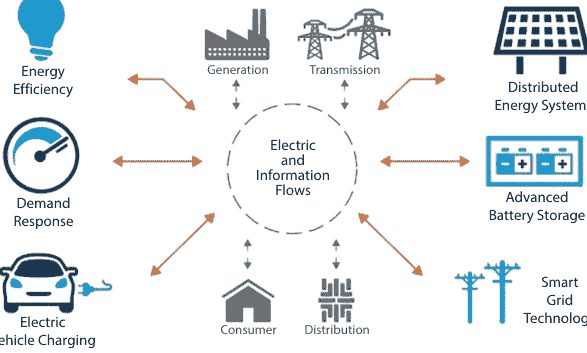 Energy
Efficiency
Generation
Transmission
Distributed
Energy System
Demand
Response
Electric
and
Information
Flows
Advanced
Battery Storage
Electric
ehicle Charging
Consumer
Distribution
Smart
Grid
Technolog